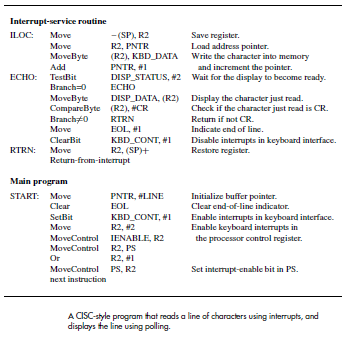 Interrupt-service routine
ILOC: Move −(SP), R2 Save register.
Move R2, PNTR Load address pointer.
MoveByte (R2), KBD_DATA Write the character into memory
Add PNTR, #1 and increment the pointer.
ECHO: TestBit DISP_STATUS, #2 Wait for the display to become ready.
Branch=0 ECHO
MoveByte DISP_DATA, (R2) Display the character just read.
CompareByte (R2), #CR Check if the character just read is CR.
Branch≠0 RTRN Return if not CR.
Move EOL, #1 Indicate end of line.
ClearBit KBD_CONT, #1 Disable interrupts in keyboard interface.
RTRN: Move R2, (SP)+ Restore register.
Return-from-interrupt
Main program
START: Move PNTR, #LINE Initialize buffer pointer.
Clear EOL Clear end-of-line indicator.
SetBit KBD_CONT, #1 Enable interrupts in keyboard interface.
Move R2, #2 Enable keyboard interrupts in
MoveControl IENABLE, R2 the processor control register.
MoveControl R2, PS
Or R2, #1
MoveControl PS, R2 Set interrupt-enable bit in PS.
next instruction
A CISC-style program that reads a line of characters using interrupts, and
displays the line using polling.